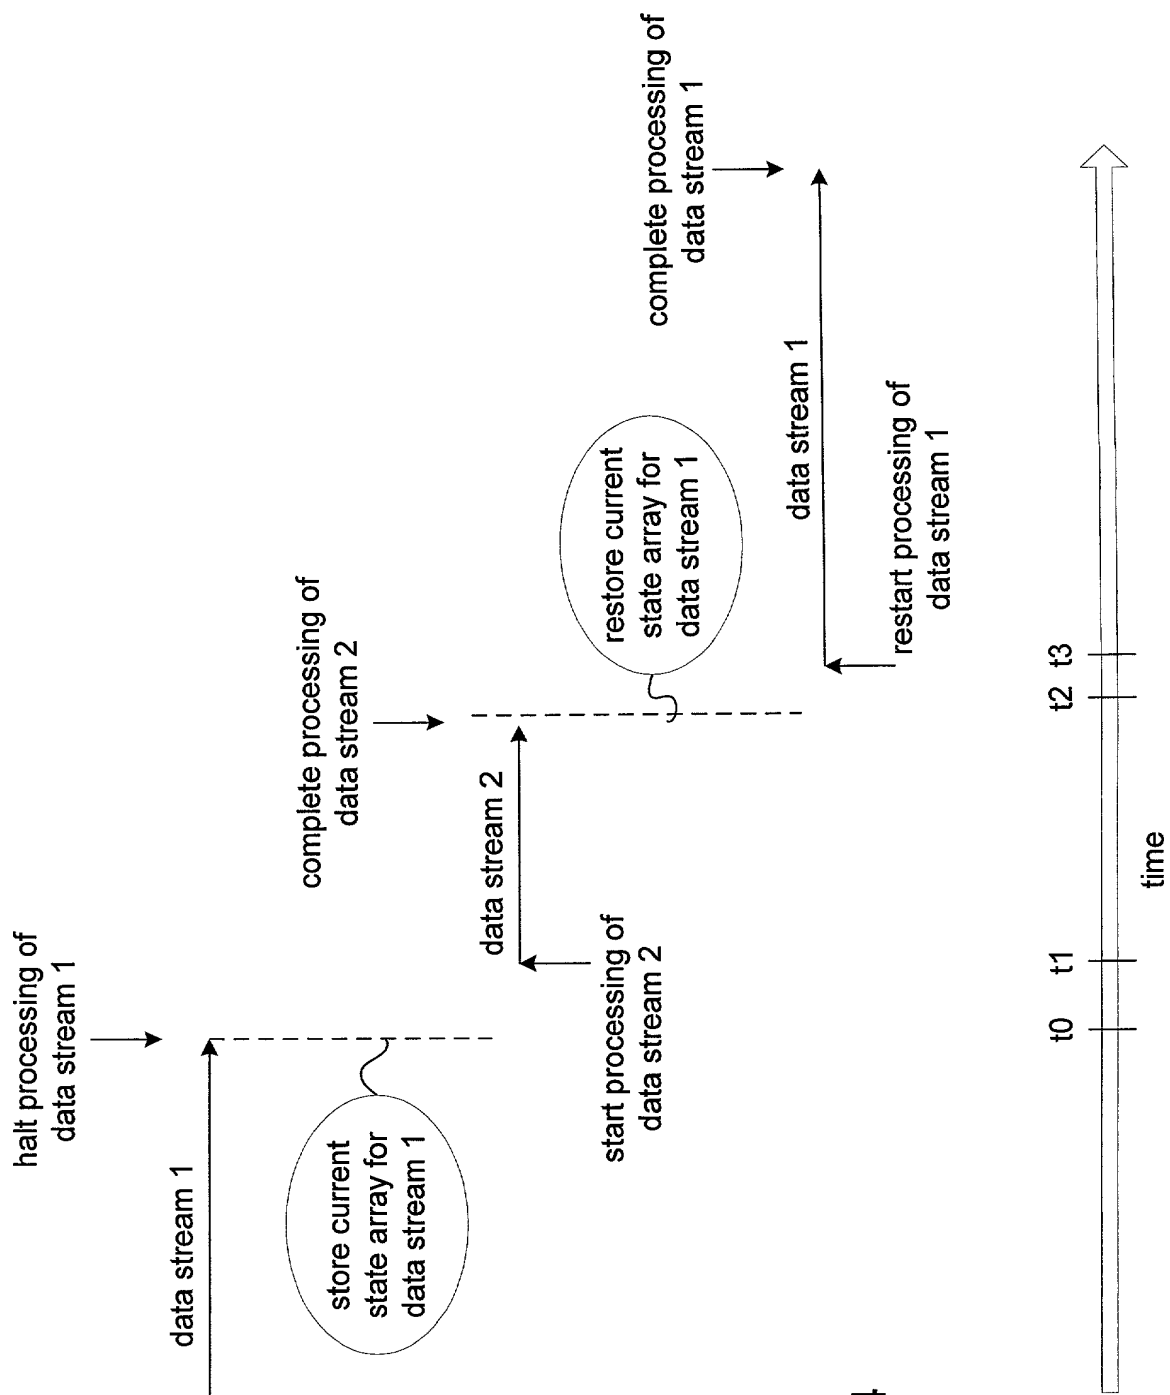 halt processing of
data stream 1
data stream 1
store current
state array for
data stream 1
complete processing of
data stream 2
data stream 2
start processing of
data stream 2
restore current
state array for
data stream 1
complete processing of
data stream 1
data stream 1
restart processing of
data stream 1
t0
t1
t2
t3
time